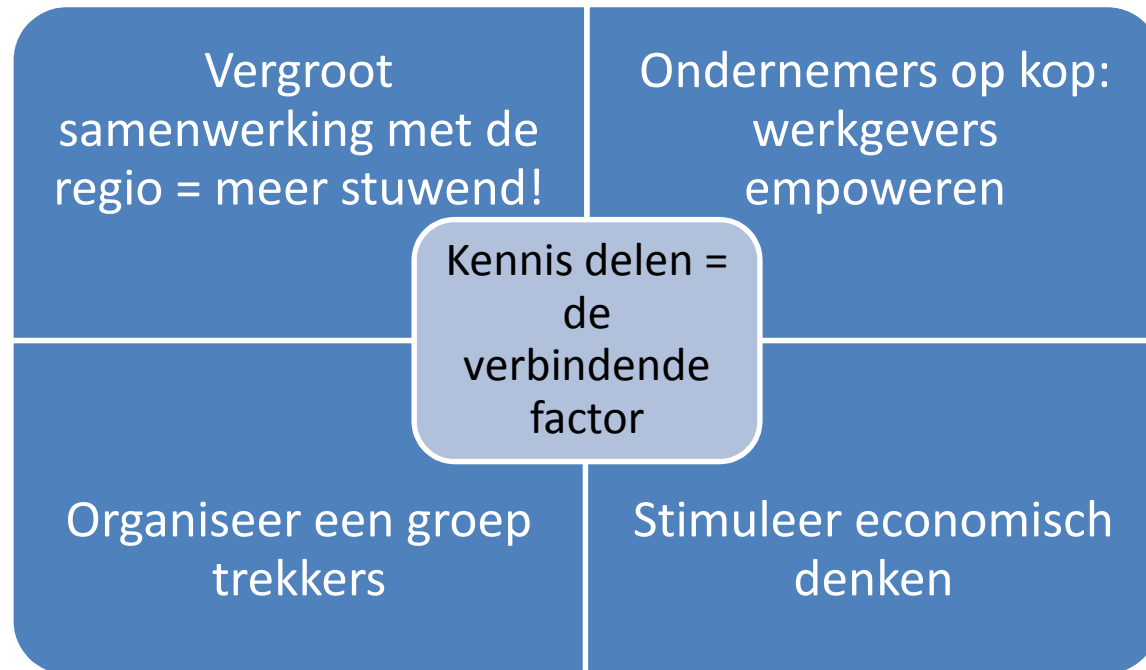 Vergroot
samenwerking met de
regio = meer stuwend!
Ondernemers op kop:
werkgevers
empoweren
Kennis delen =
de
verbindende
factor
Organiseer een groep
trekkers
Stimuleer economisch
denken